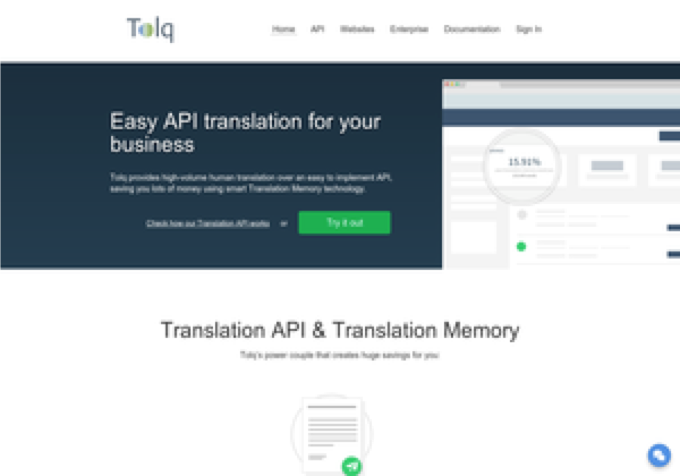 Tolq
Home API Websites Enterprise Documentation Sign In
Easy API translation for your
business
Tolq provides high-volume human translation over an easy to implement API,
saving you lots of money using smart Translation Memory technology.
Check how our Translation API works or Try it out
15.91%
Translation API & Translation Memory
Tolq's power couple that creates huge savings for you: